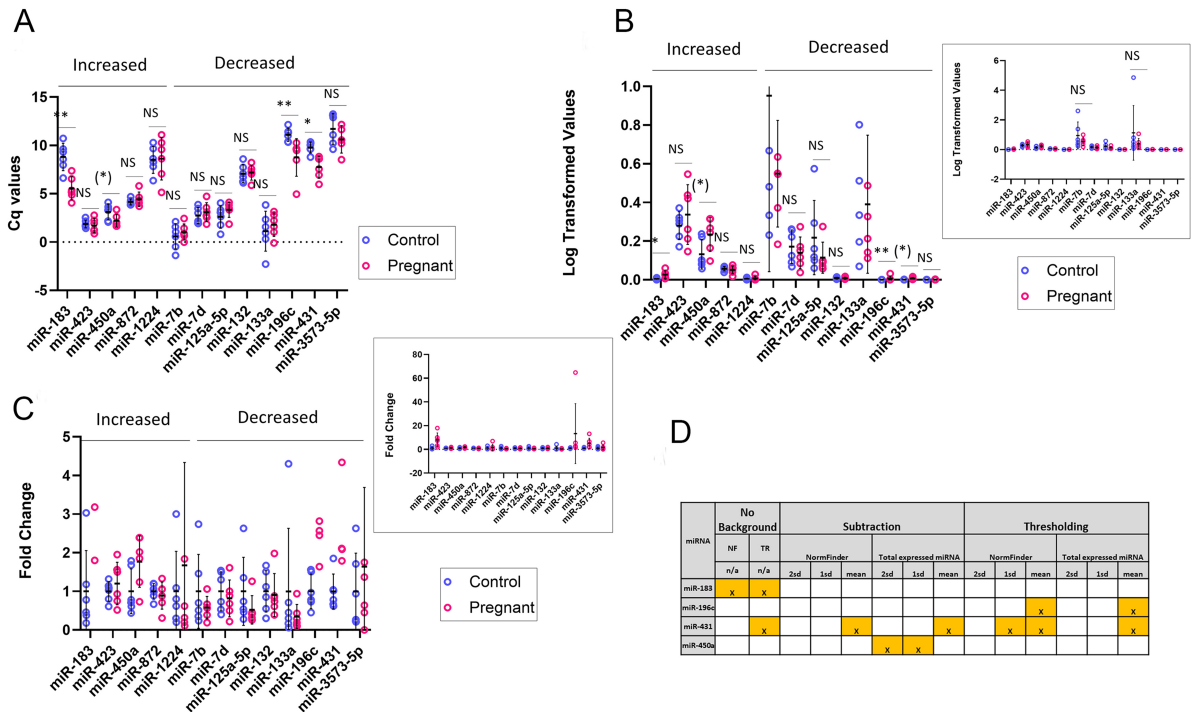 A
Increased
Decreased
Cq values
15
10
5
0
-5
**
NS
(*)
NS
NS
NS
NS
NS
NS
NS
**
*
NS
miR-183
miR-423
miR-450a
miR-872
miR-1224
miR-7b
miR-7d
miR-125a-5p
miR-132
miR-133a
miR-196c
miR-431
miR-3573-5p
Control
Pregnant
B
Increased
Decreased
Log Transformed Values
1.0
0.8
0.6
0.4
0.2
0.0
*
NS
(*)
NS
NS
NS
NS
NS
**
(*)
NS
miR-183
miR-423
miR-450a
miR-872
miR-1224
miR-7b
miR-7d
miR-125a-5p
miR-132
miR-133a
miR-196c
miR-431
miR-3573-5p
Log Transformed Values
6
4
2
0
-2
NS
NS
miR-183
miR-423
miR-450a
miR-872
miR-1224
miR-7b
miR-7d
miR-125a-5p
miR-132
miR-133a
miR-196c
miR-431
miR-3573-5p
Control
Pregnant
C
Increased
Decreased
Fold Change
5
4
3
2
1
0
miR-183
miR-423
miR-450a
miR-872
miR-1224
miR-7b
miR-7d
miR-125a-5p
miR-132
miR-133a
miR-196c
miR-431
miR-3573-5p
Fold Change
80
60
40
20
0
-20
miR-183
miR-423
miR-450a
miR-872
miR-1224
miR-7b
miR-7d
miR-125a-5p
miR-132
miR-133a
miR-196c
miR-431
miR-3573-5p
Control
Pregnant
D
miRNA No Background Subtraction Thresholding
NF TR NormFinder Total expressed miRNA NormFinder Total expressed miRNA
n/a n/a 2sd 1sd mean 2sd 1sd mean 2sd 1sd mean 2sd 1sd mean
miR-183 x x
miR-196c x x
miR-431 x x x x x x
miR-450a x x